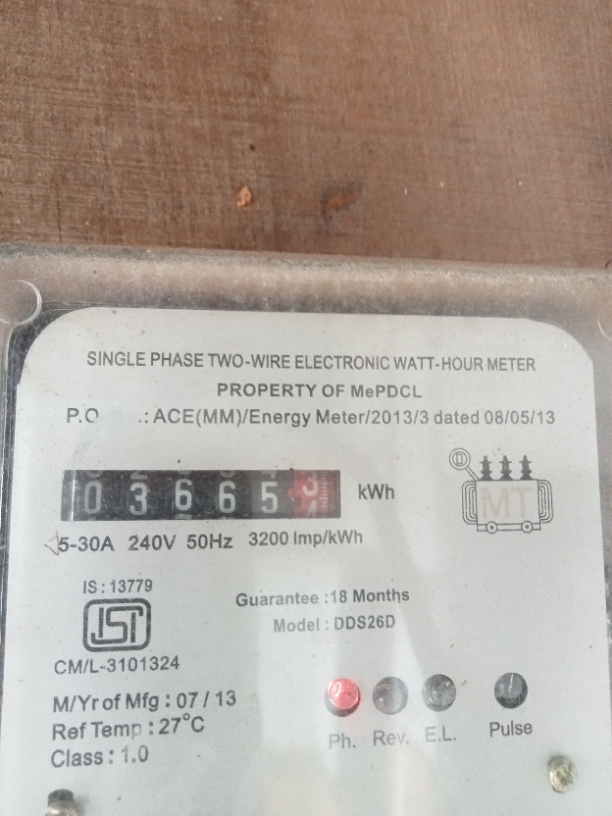 SINGLE PHASE TWO-WIRE ELECTRONIC WATT-HOUR METER
PROPERTY OF MePDCL
P.O .: ACE(MM)/Energy Meter/2013/3 dated 08/05/13
0 3 6 6 5 3 kWh
5-30A 240V 50Hz 3200 Imp/kWh
MT
IS : 13779
ISI
CM/L-3101324
Guarantee :18 Months
Model : DDS26D
M/Yr of Mfg : 07 / 13
Ref Temp : 27°C
Class : 1.0
Ph. Rev. E.L. Pulse